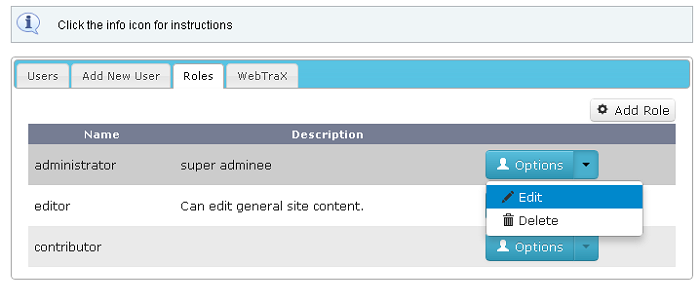 Click the info icon for instructions
Users Add New User Roles WebTraX
Add Role
Name Description
administrator super adminee Options
Edit
editor Can edit general site content.
Delete
contributor Options